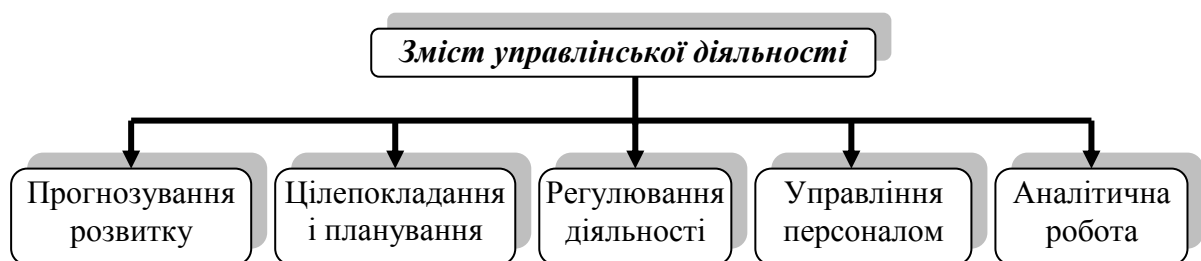 Зміст управлінської діяльності
Прогнозування
розвитку
Цілепокладання
і планування
Регулювання
діяльності
Управління
персоналом
Аналітична
робота